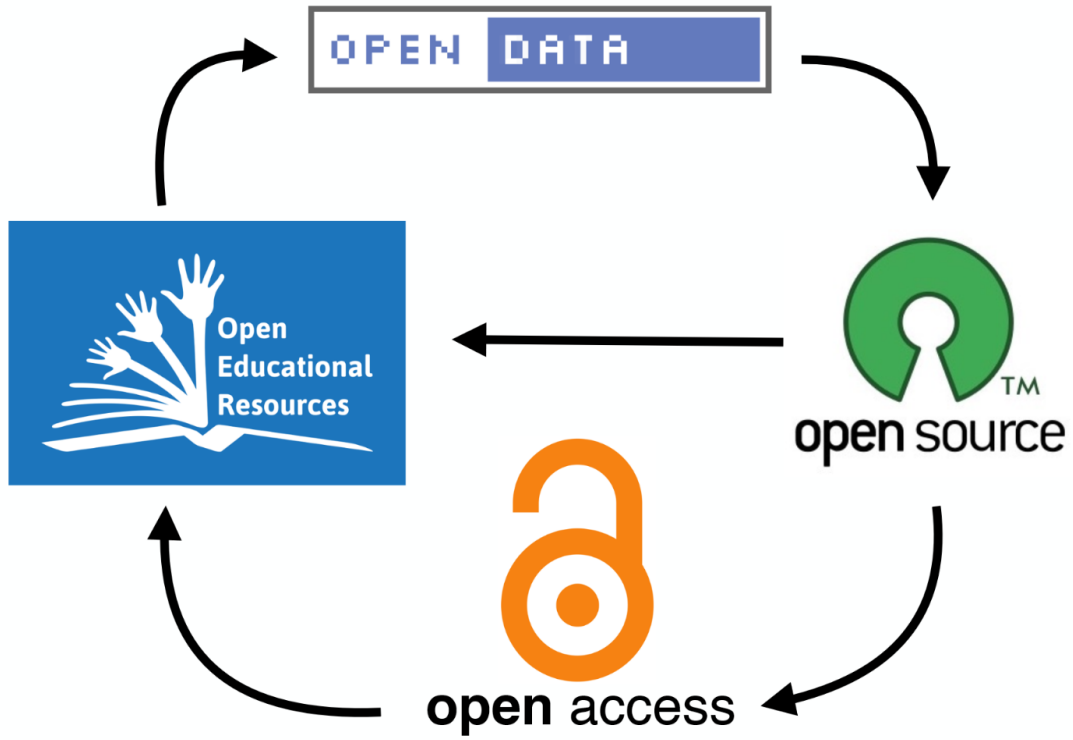 OPEN DATA
Open
Educational
Resources
TM
open source
open access